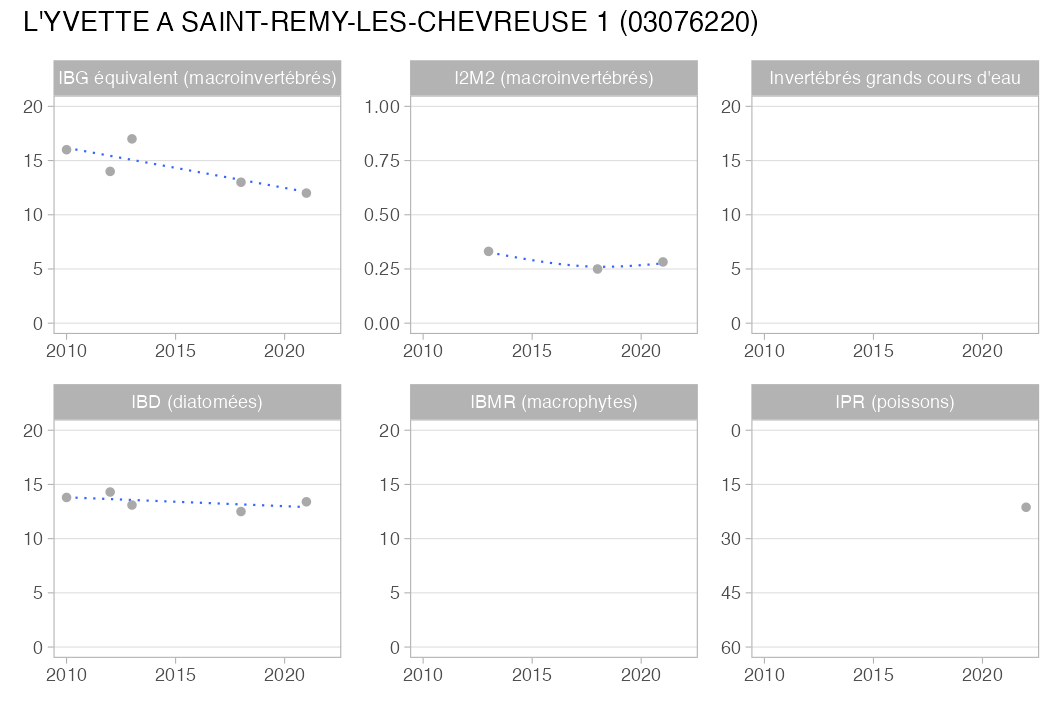 L'YVETTE A SAINT-REMY-LES-CHEVREUSE 1 (03076220)
IBG équivalent (macroinvertébrés)
20
15
10
5
0
2010 2015 2020
I2M2 (macroinvertébrés)
1.00
0.75
0.50
0.25
0.00
2010 2015 2020
Invertébrés grands cours d'eau
20
15
10
5
0
2010 2015 2020
IBD (diatomées)
20
15
10
5
0
2010 2015 2020
IBMR (macrophytes)
20
15
10
5
0
2010 2015 2020
IPR (poissons)
0
15
30
45
60
2010 2015 2020